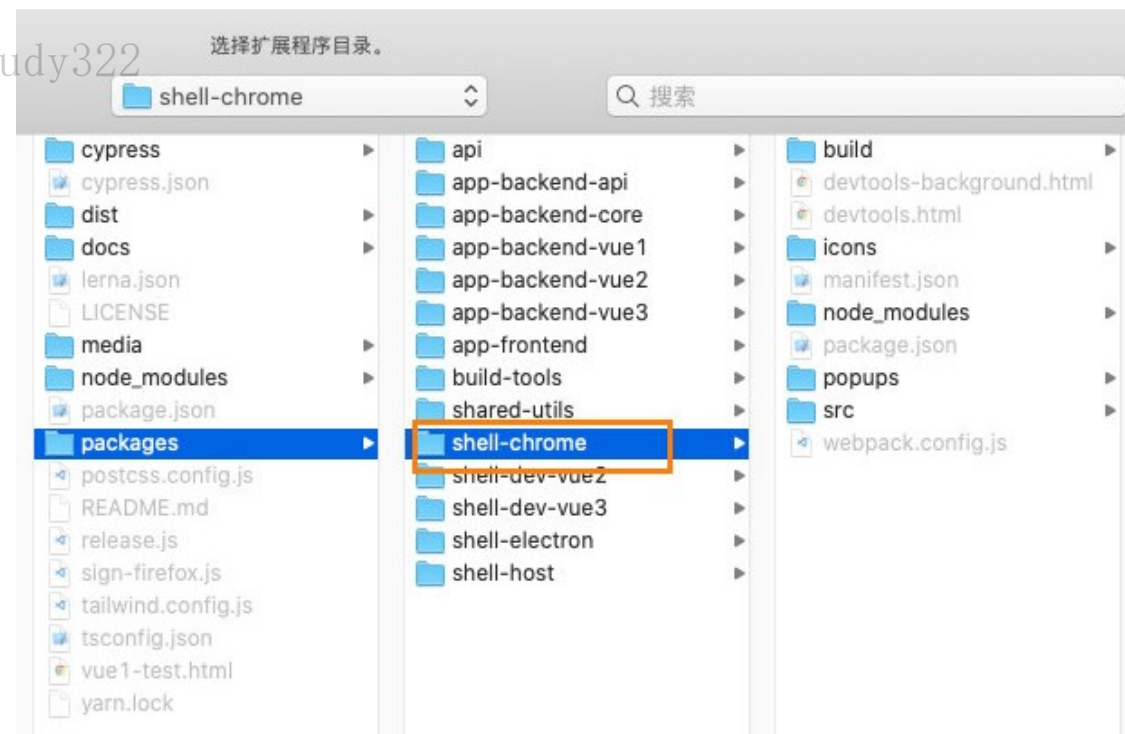 选择扩展程序目录。
udy322
shell-chrome
搜索
cypress
cypress.json
dist
docs
lerna.json
LICENSE
media
node_modules
package.json
packages
postcss.config.js
README.md
release.js
sign-firefox.js
tailwind.config.js
tsconfig.json
vue1-test.html
yarn.lock
api
app-backend-api
app-backend-core
app-backend-vue1
app-backend-vue2
app-backend-vue3
app-frontend
build-tools
shared-utils
shell-chrome
shell-dev-vue2
shell-dev-vue3
shell-electron
shell-host
build
devtools-background.html
devtools.html
icons
manifest.json
node_modules
package.json
popups
src
webpack.config.js